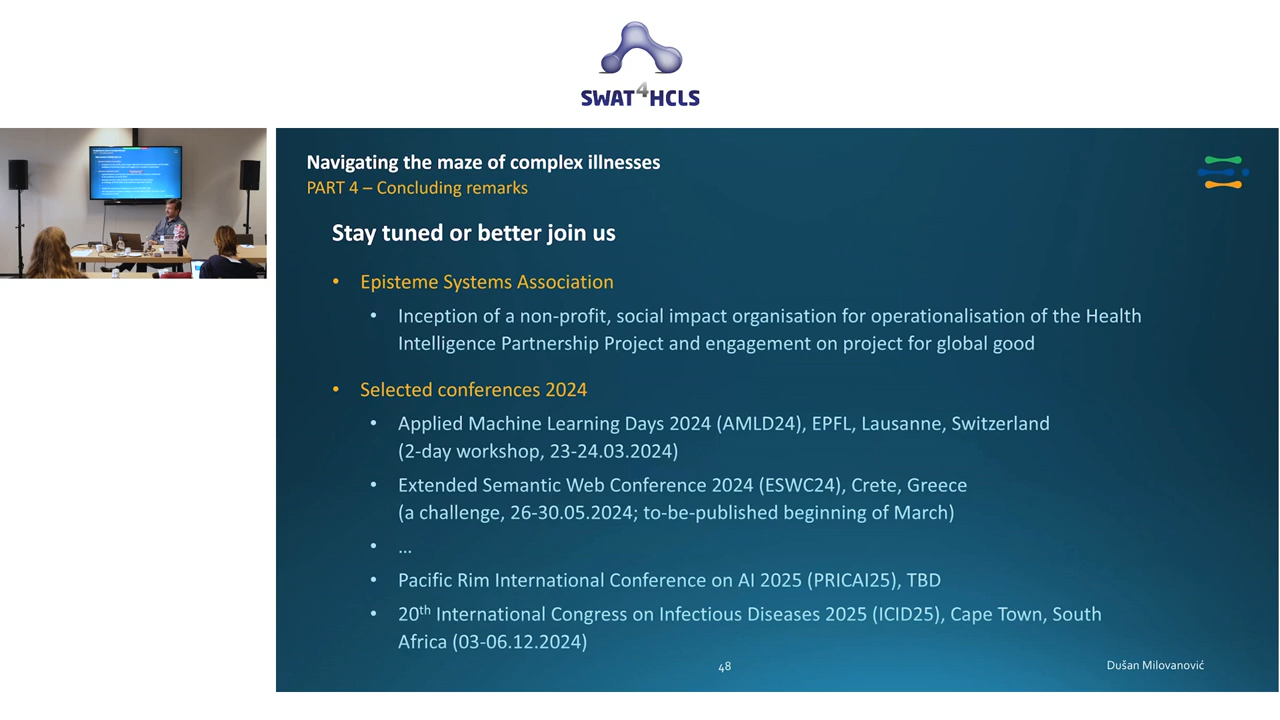 SWAT4HCLS
Navigating the maze of complex illnesses
PART 4 – Concluding remarks
Stay tuned or better join us
• Episteme Systems Association
• Inception of a non-profit, social impact organisation for operationalisation of the Health
Intelligence Partnership Project and engagement on project for global good
• Selected conferences 2024
• Applied Machine Learning Days 2024 (AMLD24), EPFL, Lausanne, Switzerland
(2-day workshop, 23-24.03.2024)
• Extended Semantic Web Conference 2024 (ESWC24), Crete, Greece
(a challenge, 26-30.05.2024; to-be-published beginning of March)
• ...
• Pacific Rim International Conference on AI 2025 (PRICAI25), TBD
• 20th International Congress on Infectious Diseases 2025 (ICID25), Cape Town, South
Africa (03-06.12.2024)
48
Dušan Milovanović